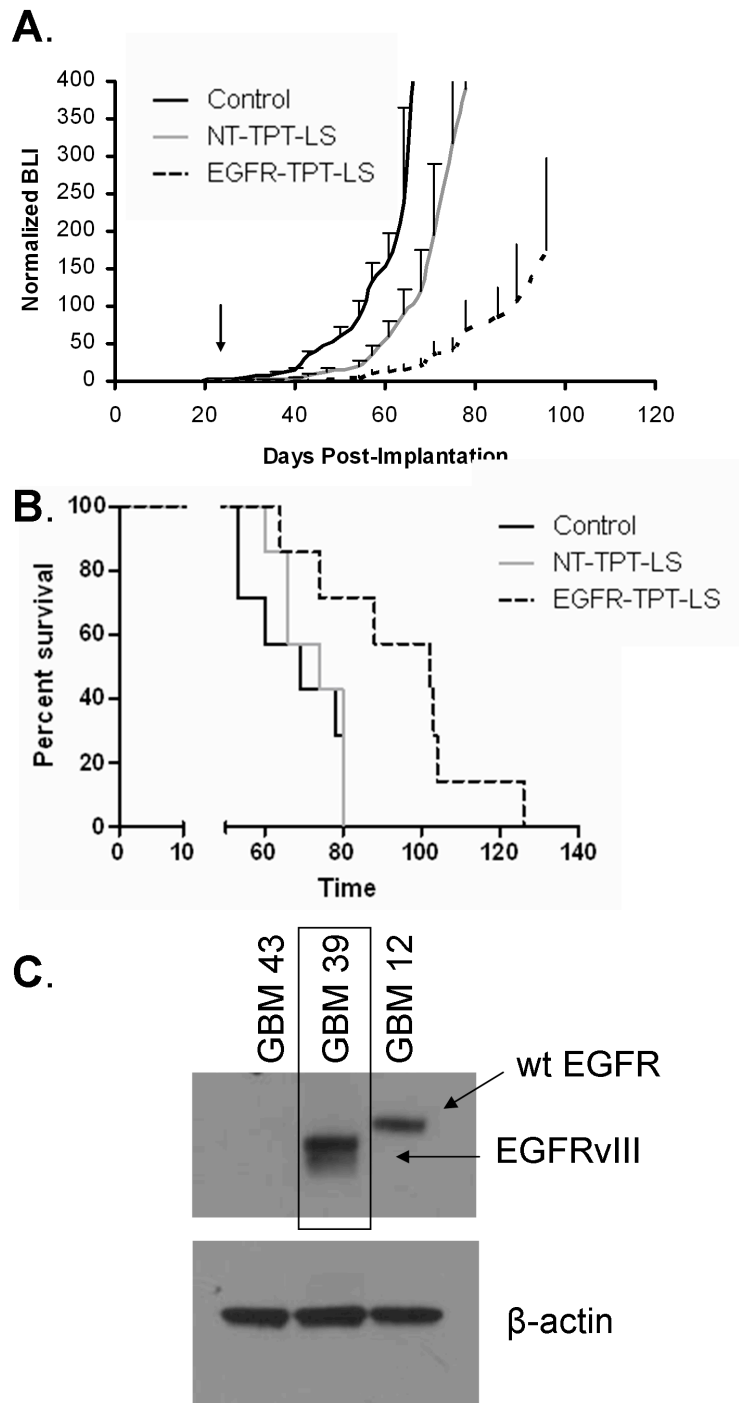 A.
400
350
300
250
200
150
100
50
0
Normalized BLI
Control
NT-TPT-LS
EGFR-TPT-LS
0 20 40 60 80 100 120
Days Post-Implantation
B.
100
80
60
40
20
0
Percent survival
Control
NT-TPT-LS
EGFR-TPT-LS
0 10 60 80 100 120 140
Time
C.
GBM 43
GBM 39
GBM 12
wt EGFR
EGFRvIII
β-actin